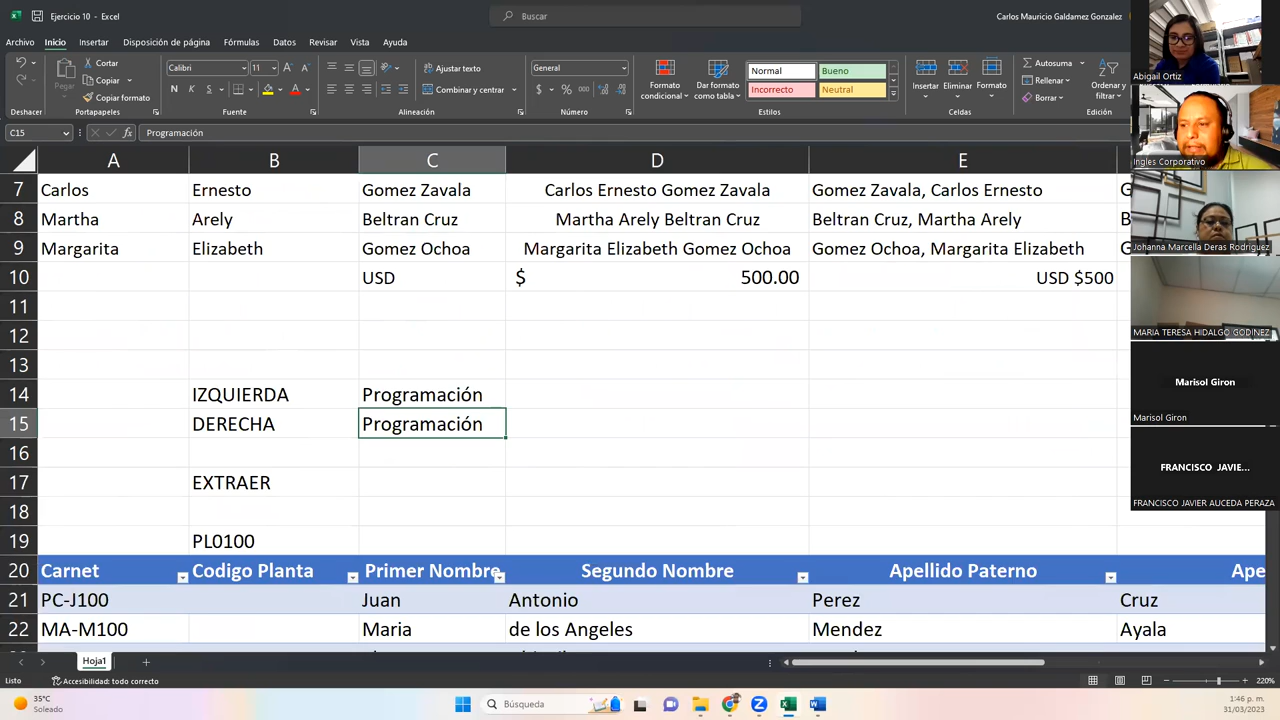 Ejercicio 10 - Excel
Buscar
Carlos Mauricio Galdamez Gonzalez
Archivo Inicio Insertar Disposición de página Fórmulas Datos Revisar Vista Ayuda
Cortar
Copiar
Copiar formato
Pegar
Deshacer
Portapapeles
Calibri 11
N K S
Fuente
Ajustar texto
Combinar y centrar
Alineación
General
$ % 000
Número
Formato condicional
Dar formato como tabla
Normal Bueno
Incorrecto Neutral
Estilos
Insertar Eliminar Formato
Celdas
Autosuma
Rellenar
Borrar
Ordenar y filtrar
C15 fx Programación
A B C D E
7 Carlos Ernesto Gomez Zavala Carlos Ernesto Gomez Zavala Gomez Zavala, Carlos Ernesto G
8 Martha Arely Beltran Cruz Martha Arely Beltran Cruz Beltran Cruz, Martha Arely B
9 Margarita Elizabeth Gomez Ochoa Margarita Elizabeth Gomez Ochoa Gomez Ochoa, Margarita Elizabeth G
10 USD $ 500.00 USD $500
11
12
13
14 IZQUIERDA Programación
15 DERECHA Programación
16
17 EXTRAER
18
19 PL0100
20 Carnet Codigo Planta Primer Nombre Segundo Nombre Apellido Paterno Ape
21 PC-J100 Juan Antonio Perez Cruz
22 MA-M100 Maria de los Angeles Mendez Ayala
Hoja1
Listo Accesibilidad: todo correcto 220%
35°C
Soleado
Búsqueda
1:46 p. m.
31/03/2023
Abigail Ortiz
Ingles Corporativo
Johanna Marcella Deras Rodriguez
MARIA TERESA HIDALGO GODINEZ
Marisol Giron
Marisol Giron
FRANCISCO JAVIE...
FRANCISCO JAVIER AUCEDA PERAZA